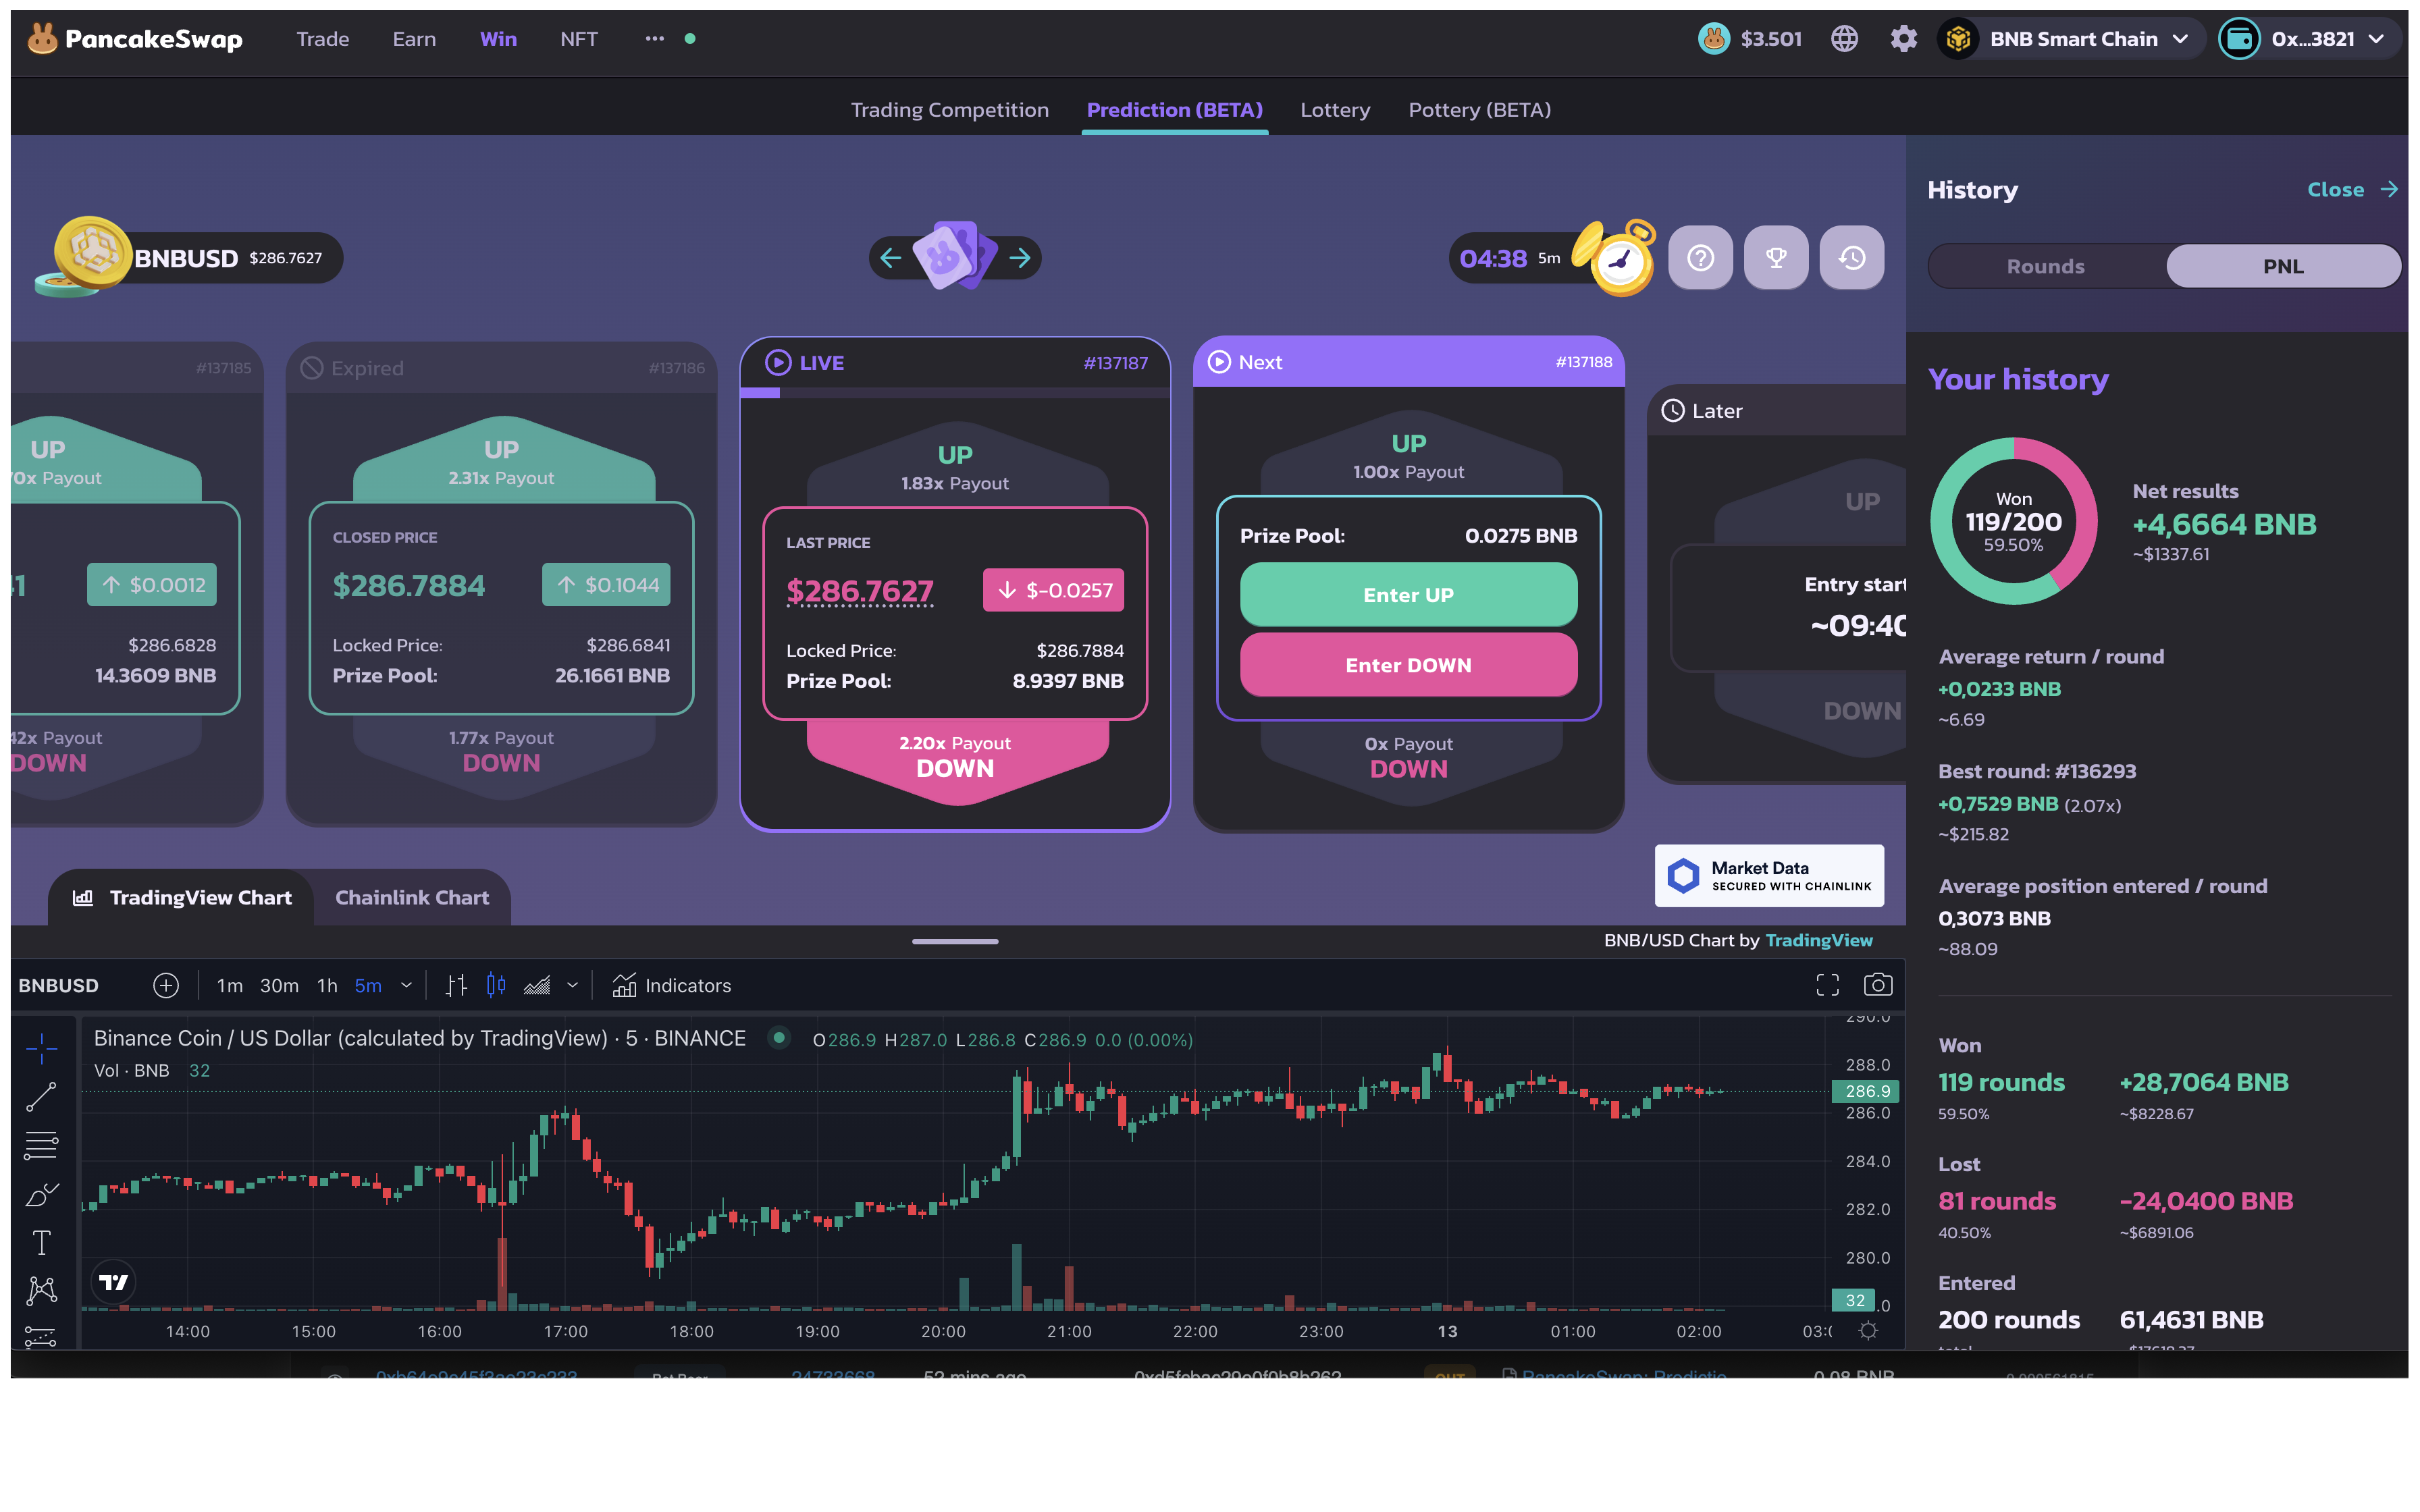 PancakeSwap Trade Earn Win NFT ... $3.501 BNB Smart Chain 0x...3821
Trading Competition Prediction (BETA) Lottery Pottery (BETA)
BNBUSD $286.7627
04:38 5m
#137185
UP
0x Payout
$0.0012
$286.6828
14.3609 BNB
42x Payout
DOWN
Expired #137186
UP
2.31x Payout
CLOSED PRICE
$286.7884 $0.1044
Locked Price: $286.6841
Prize Pool: 26.1661 BNB
1.77x Payout
DOWN
LIVE #137187
UP
1.83x Payout
LAST PRICE
$286.7627 $-0.0257
Locked Price: $286.7884
Prize Pool: 8.9397 BNB
2.20x Payout
DOWN
Next #137188
UP
1.00x Payout
Prize Pool: 0.0275 BNB
Enter UP
Enter DOWN
0x Payout
DOWN
Later
UP
Entry start
~09:40
DOWN
Market Data
SECURED WITH CHAINLINK
TradingView Chart Chainlink Chart
BNB/USD Chart by TradingView
BNBUSD 1m 30m 1h 5m Indicators
Binance Coin / US Dollar (calculated by TradingView) · 5 · BINANCE O286.9 H287.0 L286.8 C286.9 0.0 (0.00%)
Vol · BNB 32
290.0
288.0
286.9
286.0
284.0
282.0
280.0
32
.0
14:00 15:00 16:00 17:00 18:00 19:00 20:00 21:00 22:00 23:00 13 01:00 02:00 03:
History Close
Rounds PNL
Your history
Won
119/200
59.50%
Net results
+4,6664 BNB
~$1337.61
Average return / round
+0,0233 BNB
~6.69
Best round: #136293
+0,7529 BNB (2.07x)
~$215.82
Average position entered / round
0,3073 BNB
~88.09
Won
119 rounds +28,7064 BNB
59.50% ~$8228.67
Lost
81 rounds -24,0400 BNB
40.50% ~$6891.06
Entered
200 rounds 61,4631 BNB
52 mins ago